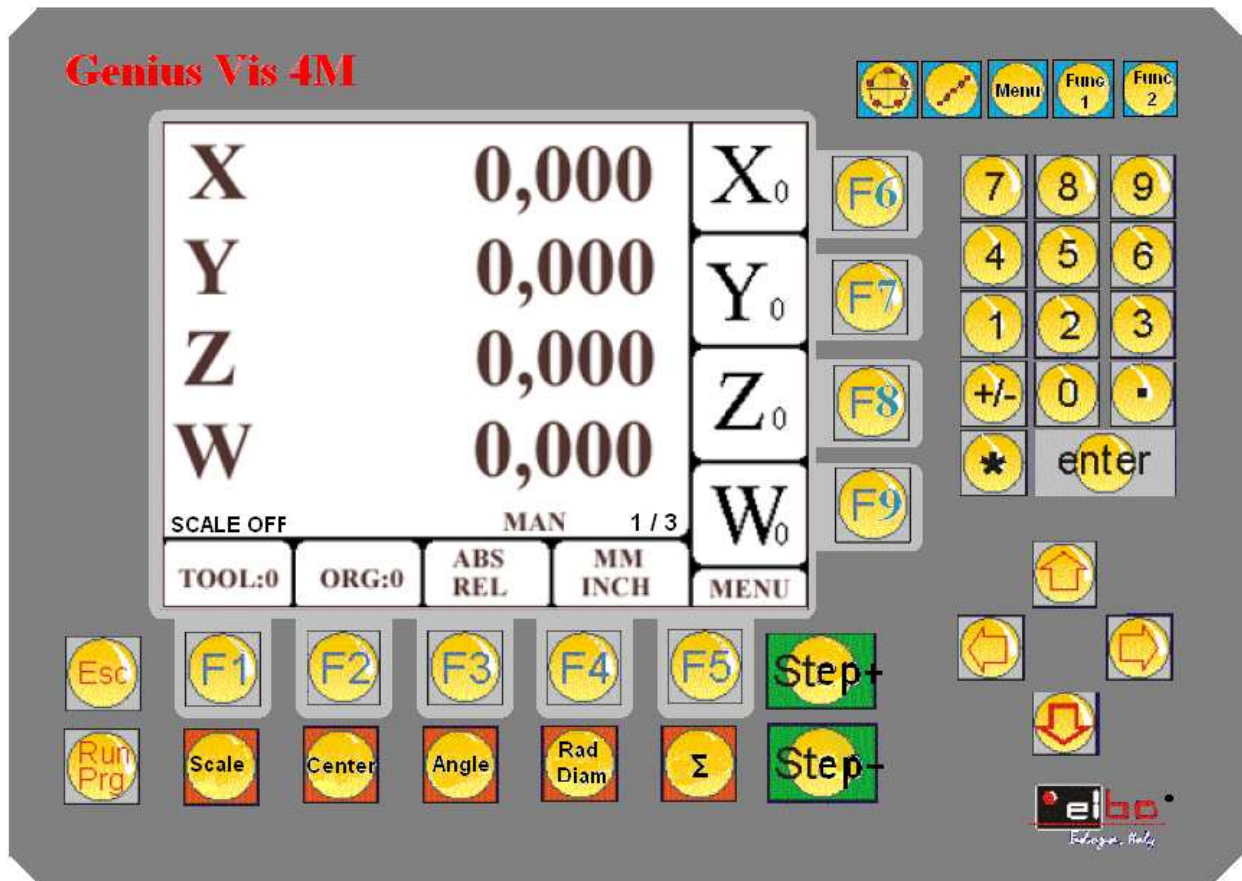 Genius Vis 4M
Menu
Func 1
Func 2
X 0,000
Y 0,000
Z 0,000
W 0,000
SCALE OFF MAN 1 / 3
X0
Y0
Z0
W0
TOOL:0
ORG:0
ABS
REL
MM
INCH
MENU
F6
F7
F8
F9
7 8 9
4 5 6
1 2 3
+/- 0 .
* enter
Esc F1 F2 F3 F4 F5 Step+
Run
Prg
Scale
Center
Angle
Rad
Diam
Σ
Step-
elbo
Italy